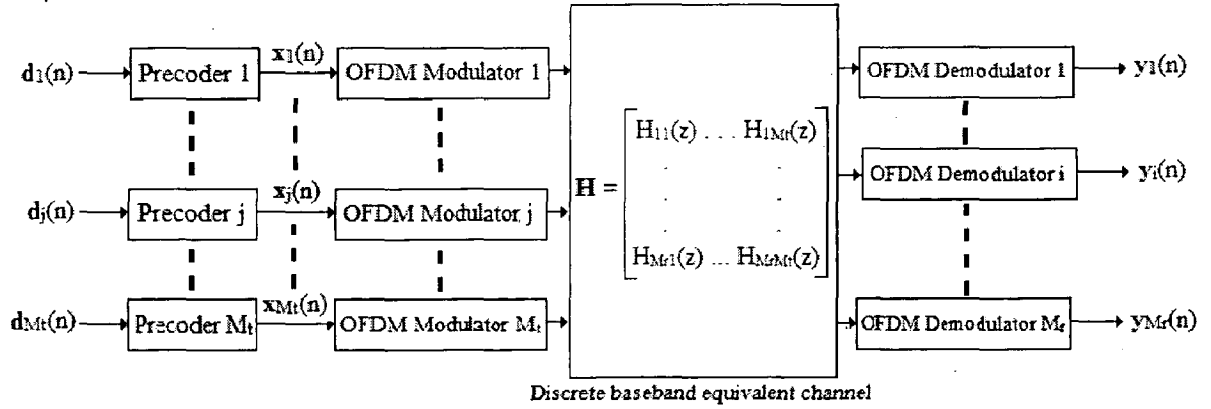 d1(n) Precoder 1 x1(n) OFDM Modulator 1 OFDM Demodulator 1 y1(n)
H11(z) ... H1Mt(z)
OFDM Demodulator i yi(n)
H =
dj(n) Precoder j xj(n) OFDM Modulator j
HMr1(z) ... HMrMt(z)
dMt(n) Precoder Mt xMt(n) OFDM Modulator Mt OFDM Demodulator Mr yMr(n)
Discrete baseband equivalent channel